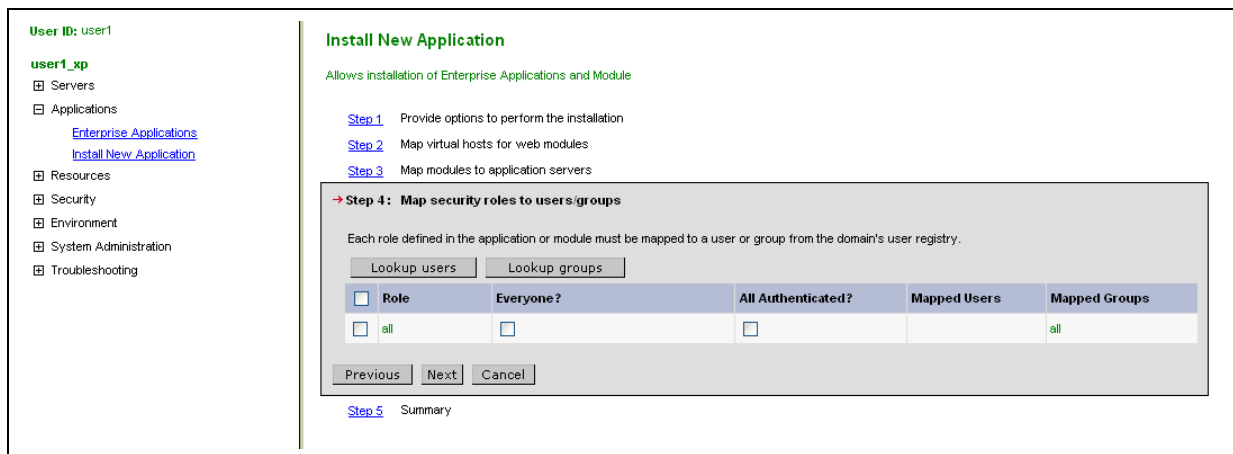 User ID: user1
user1_xp
Servers
Applications
Enterprise Applications
Install New Application
Resources
Security
Environment
System Administration
Troubleshooting
Install New Application
Allows installation of Enterprise Applications and Module
Step 1 Provide options to perform the installation
Step 2 Map virtual hosts for web modules
Step 3 Map modules to application servers
→ Step 4: Map security roles to users/groups
Each role defined in the application or module must be mapped to a user or group from the domain's user registry.
Lookup users Lookup groups
Role Everyone? All Authenticated? Mapped Users Mapped Groups
all all
Previous Next Cancel
Step 5 Summary